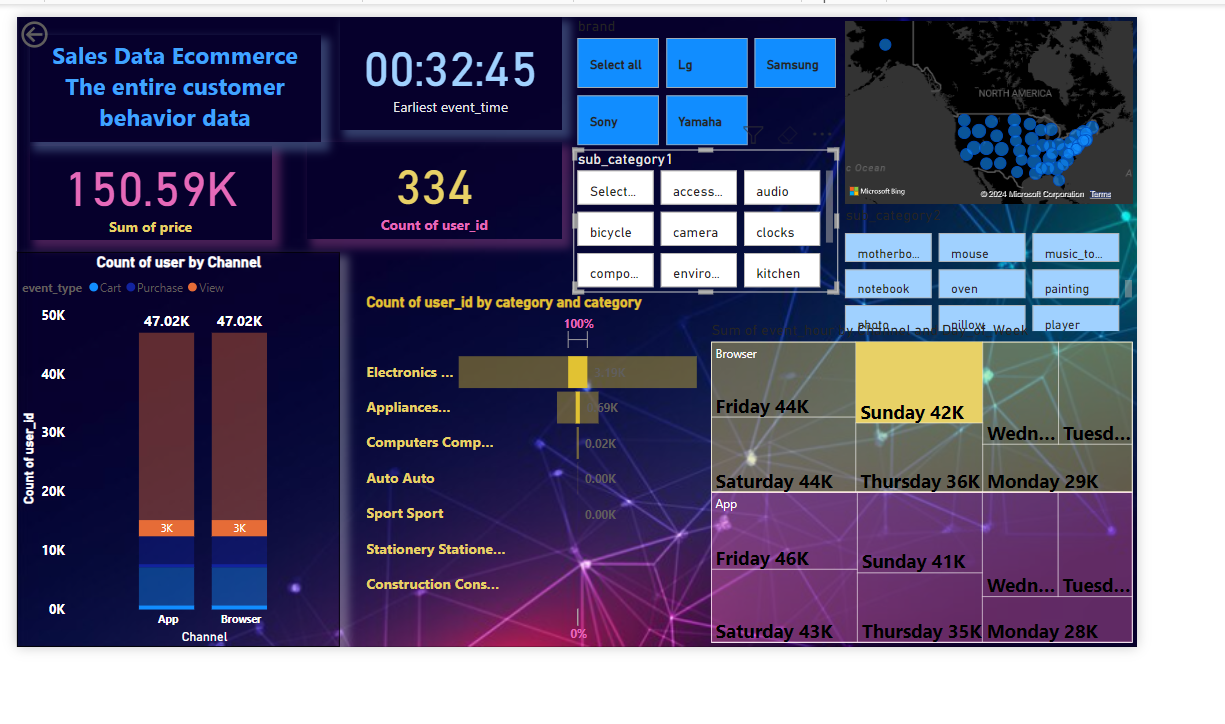 Sales Data Ecommerce
The entire customer
behavior data
00:32:45
Earliest event_time
150.59K
Sum of price
334
Count of user_id
brand
Select all
Lg
Samsung
Sony
Yamaha
sub_category1
Select...
access...
audio
bicycle
camera
clocks
compo...
enviro...
kitchen
NORTH AMERICA
c Ocean
A
Microsoft Bing
© 2024 Microsoft Corporation Terms
sub_category2
motherbo...
mouse
music_to...
notebook
oven
painting
photo
pillow
player
Count of user by Channel
event_type Cart Purchase View
50K
40K
30K
20K
10K
0K
Count of user_id
47.02K
47.02K
3K
3K
App
Browser
Channel
Count of user_id by category and category
100%
Electronics ...
3.19K
Appliances...
Computers Comp...
0.02K
Auto Auto
0.00K
Sport Sport
0.00K
Stationery Statione...
Construction Cons...
0%
Sum of event_hour by Channel and Day of Week
Browser
Friday 44K
Sunday 42K
Wedn...
Tuesd...
Saturday 44K
Thursday 36K
Monday 29K
App
Friday 46K
Sunday 41K
Wedn...
Tuesd...
Saturday 43K
Thursday 35K
Monday 28K